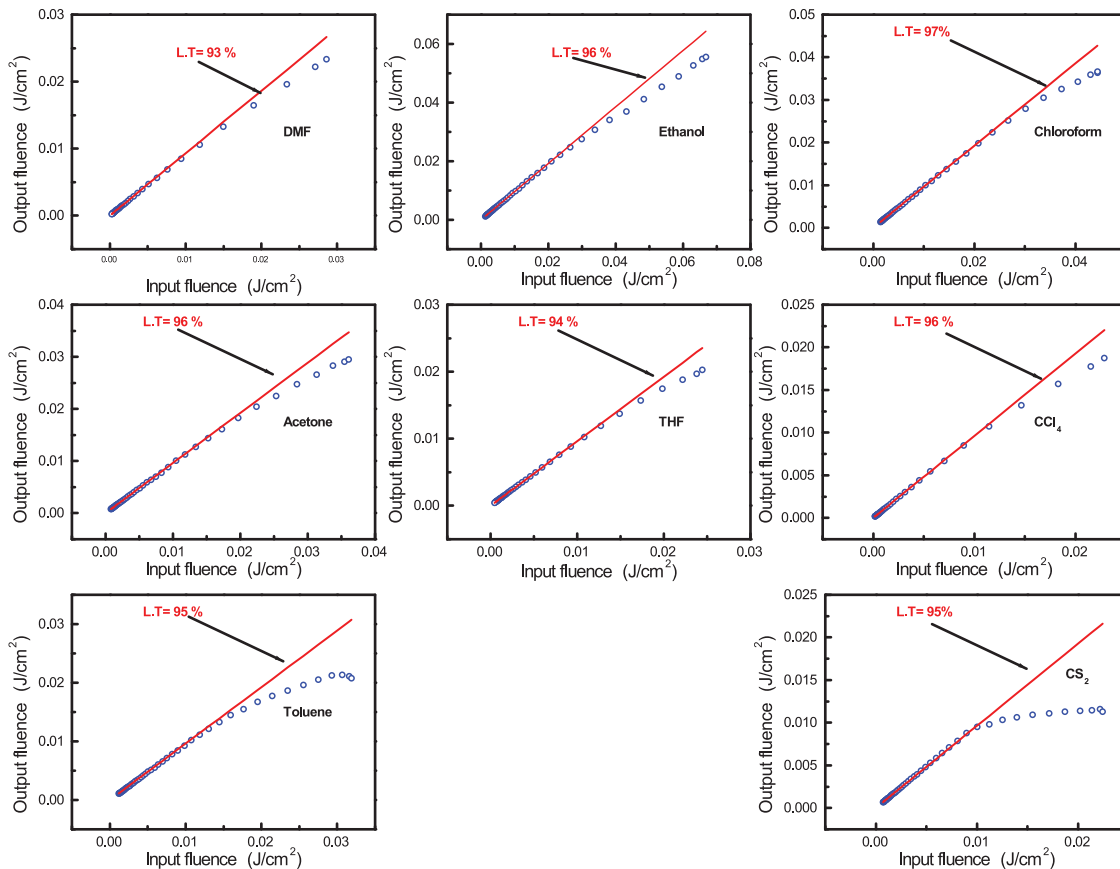 0.03
0.02
0.01
0.00
Output fluence (J/cm²)
L.T= 93 %
DMF
0.00 0.01 0.02 0.03
Input fluence (J/cm²)
0.06
0.04
0.02
0.00
Output fluence (J/cm²)
L.T= 96 %
Ethanol
0.00 0.02 0.04 0.06 0.08
Input fluence (J/cm²)
0.05
0.04
0.03
0.02
0.01
0.00
Output fluence (J/cm²)
L.T= 97%
Chloroform
0.00 0.01 0.02 0.03 0.04
Input fluence (J/cm²)
0.04
0.03
0.02
0.01
0.00
Output fluence (J/cm²)
L.T= 96 %
Acetone
0.00 0.01 0.02 0.03 0.04
Input fluence (J/cm²)
0.03
0.02
0.01
0.00
Output fluence (J/cm²)
L.T= 94 %
THF
0.00 0.01 0.02 0.03
Input fluence (J/cm²)
0.025
0.020
0.015
0.010
0.005
0.000
Output fluence (J/cm²)
L.T= 96 %
CCl₄
0.00 0.01 0.02
Input fluence (J/cm²)
0.03
0.02
0.01
0.00
Output fluence (J/cm²)
L.T= 95 %
Toluene
0.00 0.01 0.02 0.03
Input fluence (J/cm²)
0.025
0.020
0.015
0.010
0.005
0.000
Output fluence (J/cm²)
L.T= 95%
CS₂
0.00 0.01 0.02
Input fluence (J/cm²)